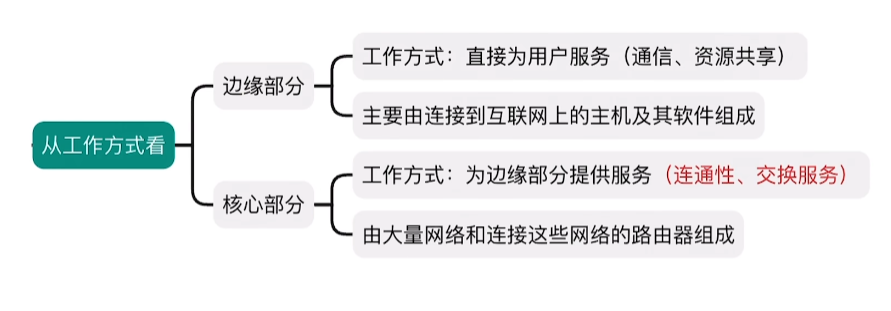 从工作方式看
边缘部分
工作方式：直接为用户服务（通信、资源共享）
主要由连接到互联网上的主机及其软件组成
核心部分
工作方式：为边缘部分提供服务（连通性、交换服务）
由大量网络和连接这些网络的路由器组成